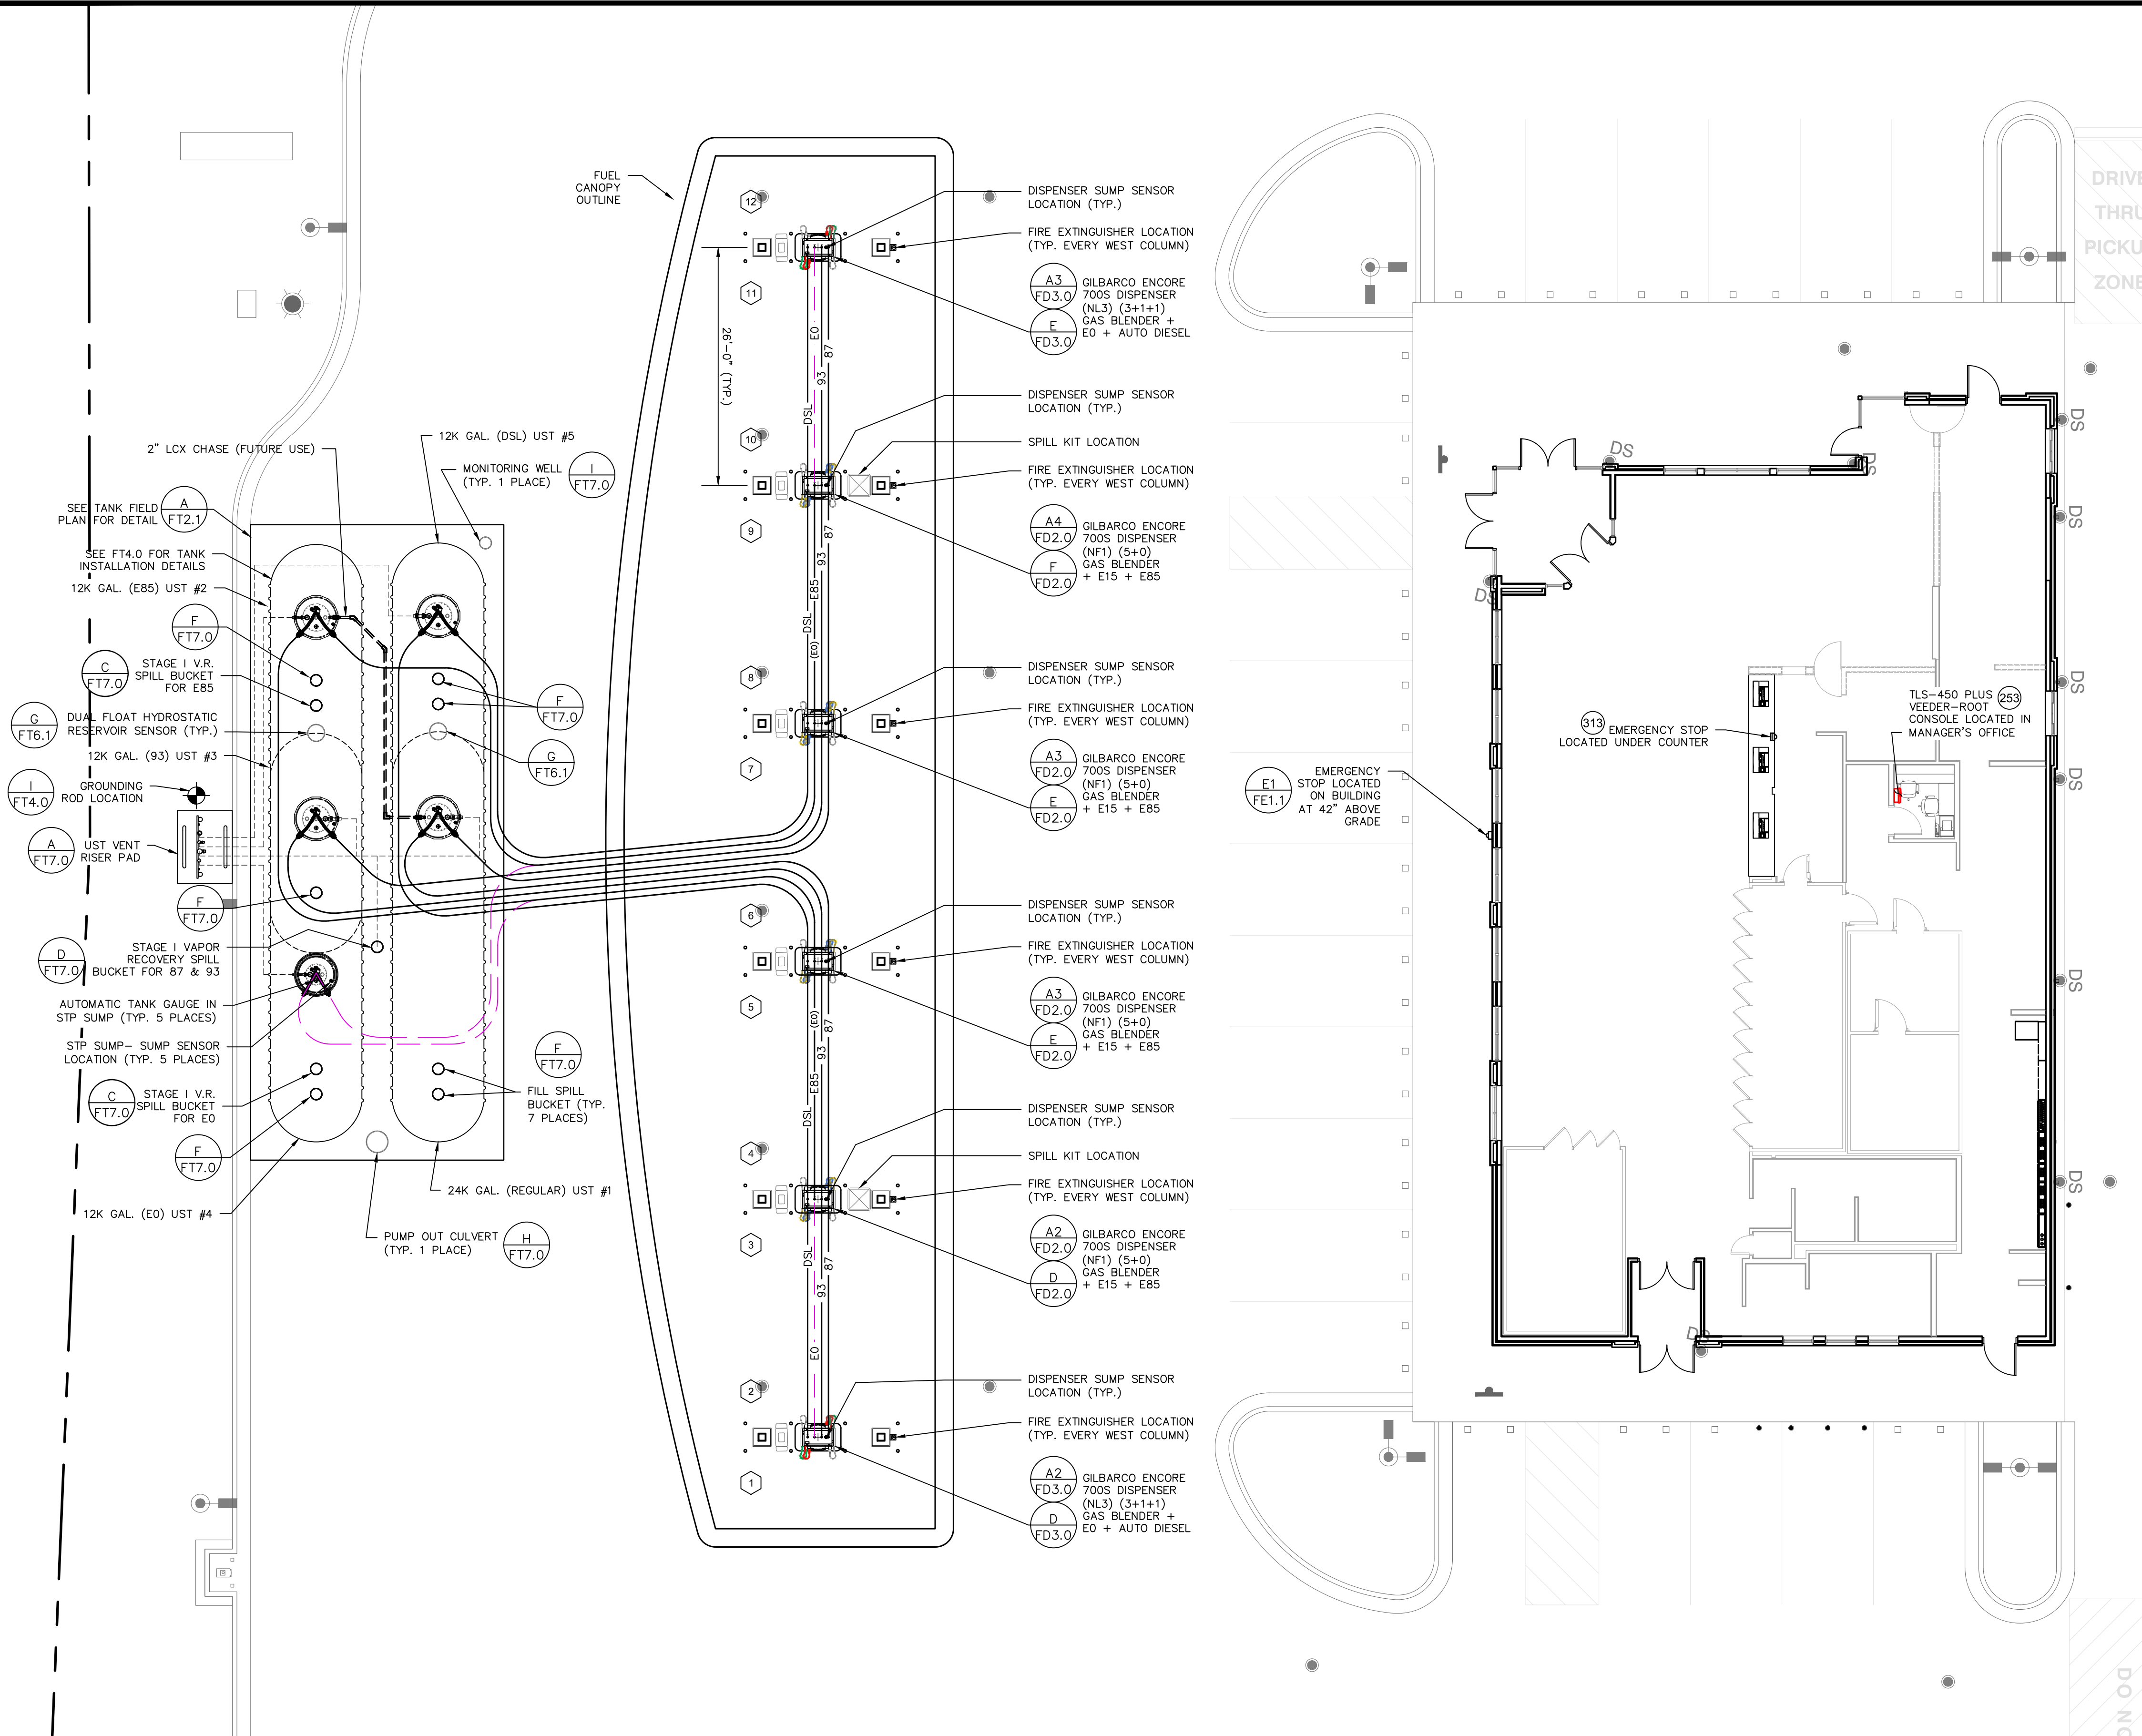 FUEL
CANOPY
OUTLINE
2" LCX CHASE (FUTURE USE)
12K GAL. (DSL) UST #5
MONITORING WELL
(TYP. 1 PLACE)
I
FT7.0
SEE TANK FIELD
PLAN FOR DETAIL
A
FT2.1
SEE FT4.0 FOR TANK
INSTALLATION DETAILS
12K GAL. (E85) UST #2
F
FT7.0
C
FT7.0
STAGE I V.R.
SPILL BUCKET
FOR E85
G
FT6.1
DUAL FLOAT HYDROSTATIC
RESERVOIR SENSOR (TYP.)
12K GAL. (93) UST #3
I
FT4.0
GROUNDING
ROD LOCATION
A
FT7.0
UST VENT
RISER PAD
F
FT7.0
D
FT7.0
STAGE I VAPOR
RECOVERY SPILL
BUCKET FOR 87 & 93
AUTOMATIC TANK GAUGE IN
STP SUMP (TYP. 5 PLACES)
STP SUMP– SUMP SENSOR
LOCATION (TYP. 5 PLACES)
C
FT7.0
STAGE I V.R.
SPILL BUCKET
FOR E0
F
FT7.0
12K GAL. (E0) UST #4
F
FT7.0
G
FT6.1
F
FT7.0
FILL SPILL
BUCKET (TYP.
7 PLACES)
24K GAL. (REGULAR) UST #1
PUMP OUT CULVERT
(TYP. 1 PLACE)
H
FT7.0
12
11
10
9
8
7
6
5
4
3
2
1
26'–0" (TYP.)
E0
87
93
DSL
87
93
E85
DSL
(E0)
(E0)
87
93
E85
DSL
DSL
87
93
E0
DISPENSER SUMP SENSOR
LOCATION (TYP.)
FIRE EXTINGUISHER LOCATION
(TYP. EVERY WEST COLUMN)
A3
FD3.0
E
FD3.0
GILBARCO ENCORE
700S DISPENSER
(NL3) (3+1+1)
GAS BLENDER +
E0 + AUTO DIESEL
DISPENSER SUMP SENSOR
LOCATION (TYP.)
SPILL KIT LOCATION
FIRE EXTINGUISHER LOCATION
(TYP. EVERY WEST COLUMN)
A4
FD2.0
F
FD2.0
GILBARCO ENCORE
700S DISPENSER
(NF1) (5+0)
GAS BLENDER
+ E15 + E85
DISPENSER SUMP SENSOR
LOCATION (TYP.)
FIRE EXTINGUISHER LOCATION
(TYP. EVERY WEST COLUMN)
A3
FD2.0
E
FD2.0
GILBARCO ENCORE
700S DISPENSER
(NF1) (5+0)
GAS BLENDER
+ E15 + E85
DISPENSER SUMP SENSOR
LOCATION (TYP.)
FIRE EXTINGUISHER LOCATION
(TYP. EVERY WEST COLUMN)
A3
FD2.0
E
FD2.0
GILBARCO ENCORE
700S DISPENSER
(NF1) (5+0)
GAS BLENDER
+ E15 + E85
DISPENSER SUMP SENSOR
LOCATION (TYP.)
SPILL KIT LOCATION
FIRE EXTINGUISHER LOCATION
(TYP. EVERY WEST COLUMN)
A2
FD2.0
D
FD2.0
GILBARCO ENCORE
700S DISPENSER
(NF1) (5+0)
GAS BLENDER
+ E15 + E85
DISPENSER SUMP SENSOR
LOCATION (TYP.)
FIRE EXTINGUISHER LOCATION
(TYP. EVERY WEST COLUMN)
A2
FD3.0
D
FD3.0
GILBARCO ENCORE
700S DISPENSER
(NL3) (3+1+1)
GAS BLENDER +
E0 + AUTO DIESEL
E1
FE1.1
EMERGENCY
STOP LOCATED
ON BUILDING
AT 42" ABOVE
GRADE
313
EMERGENCY STOP
LOCATED UNDER COUNTER
TLS–450 PLUS
253
VEEDER–ROOT
CONSOLE LOCATED IN
MANAGER'S OFFICE
DS
DS
DS
DS
DS
DS
DS
DS
DS
DS
PICKU
ZONE
DRIVE
THRU
DO NO